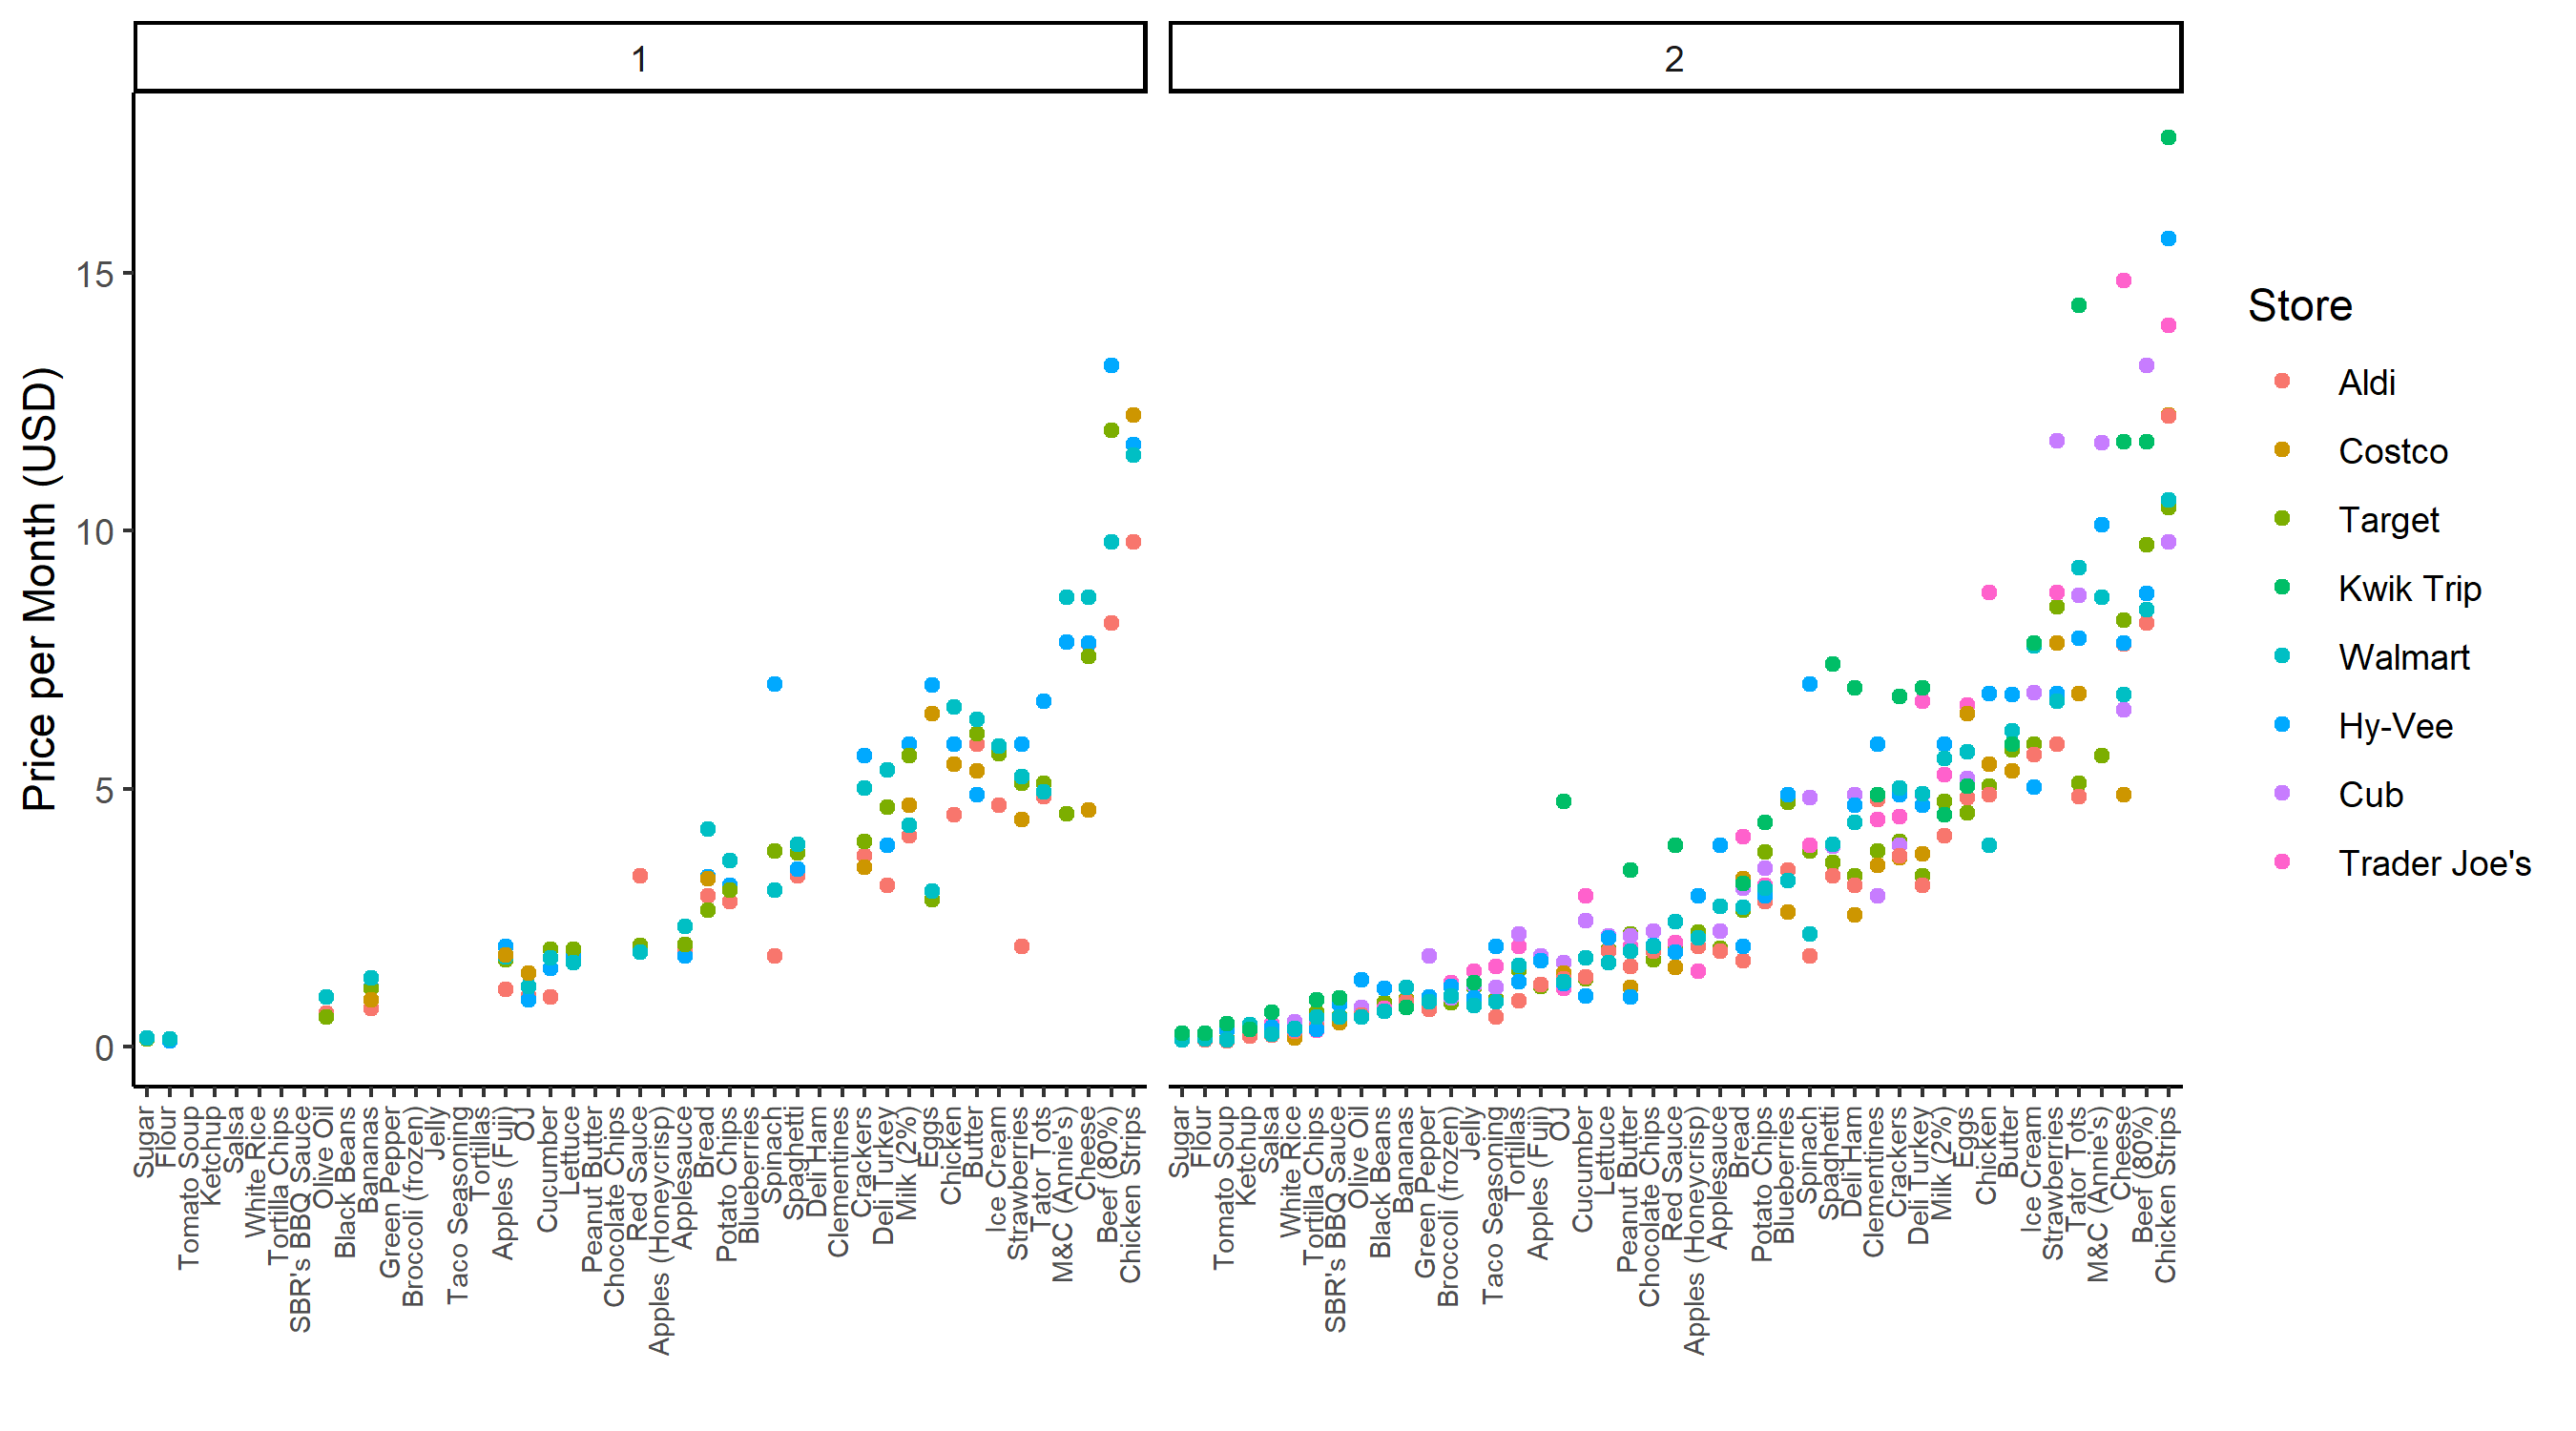 1
2
Price per Month (USD)
15
10
5
0
Sugar
Flour
Tomato Soup
Ketchup
Salsa
White Rice
Tortilla Chips
SBR's BBQ Sauce
Olive Oil
Black Beans
Bananas
Green Pepper
Broccoli (frozen)
Jelly
Taco Seasoning
Tortillas
Apples (Fuji)
OJ
Cucumber
Lettuce
Peanut Butter
Chocolate Chips
Red Sauce
Apples (Honeycrisp)
Applesauce
Bread
Potato Chips
Blueberries
Spinach
Spaghetti
Deli Ham
Clementines
Crackers
Deli Turkey
Milk (2%)
Eggs
Chicken
Butter
Ice Cream
Strawberries
Tator Tots
M&C (Annie's)
Cheese
Beef (80%)
Chicken Strips
Sugar
Flour
Tomato Soup
Ketchup
Salsa
White Rice
Tortilla Chips
SBR's BBQ Sauce
Olive Oil
Black Beans
Bananas
Green Pepper
Broccoli (frozen)
Jelly
Taco Seasoning
Tortillas
Apples (Fuji)
OJ
Cucumber
Lettuce
Peanut Butter
Chocolate Chips
Red Sauce
Apples (Honeycrisp)
Applesauce
Bread
Potato Chips
Blueberries
Spinach
Spaghetti
Deli Ham
Clementines
Crackers
Deli Turkey
Milk (2%)
Eggs
Chicken
Butter
Ice Cream
Strawberries
Tator Tots
M&C (Annie's)
Cheese
Beef (80%)
Chicken Strips
Store
Aldi
Costco
Target
Kwik Trip
Walmart
Hy-Vee
Cub
Trader Joe's